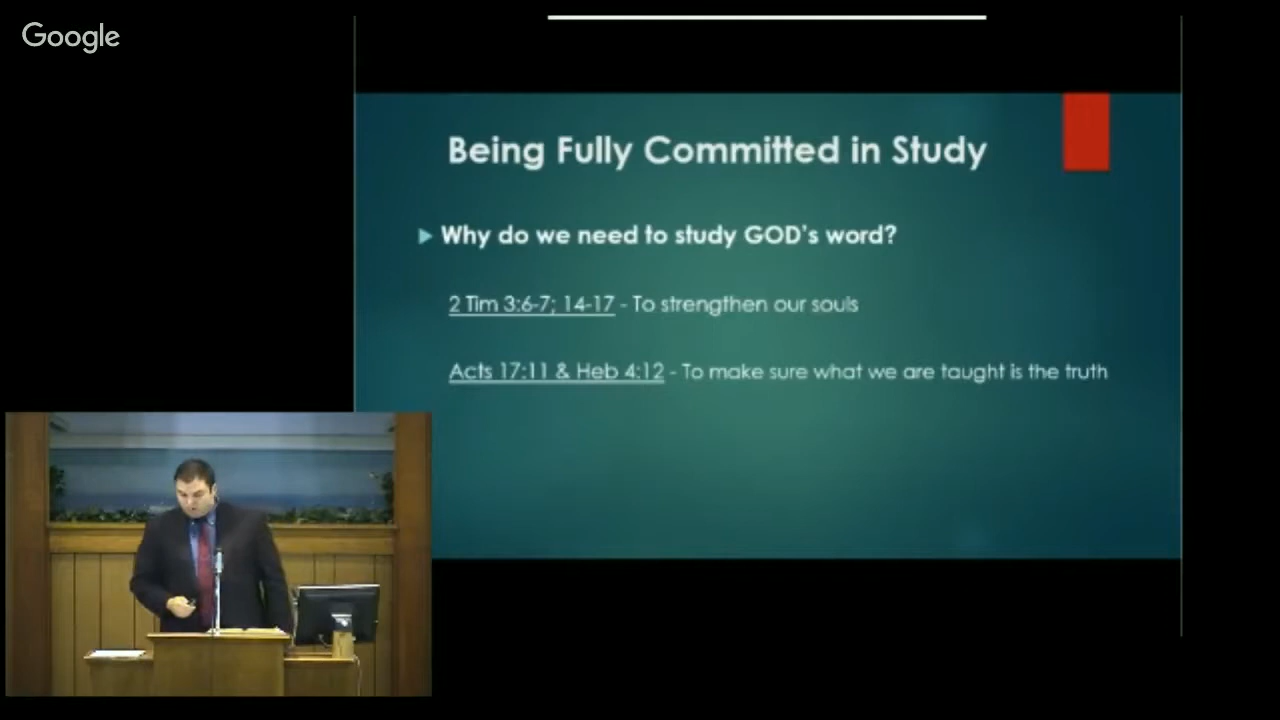 Google
Being Fully Committed in Study
Why do we need to study GOD's word?
2 Tim 3:6-7; 14-17 - To strengthen our souls
Acts 17:11 & Heb 4:12 - To make sure what we are taught is the truth